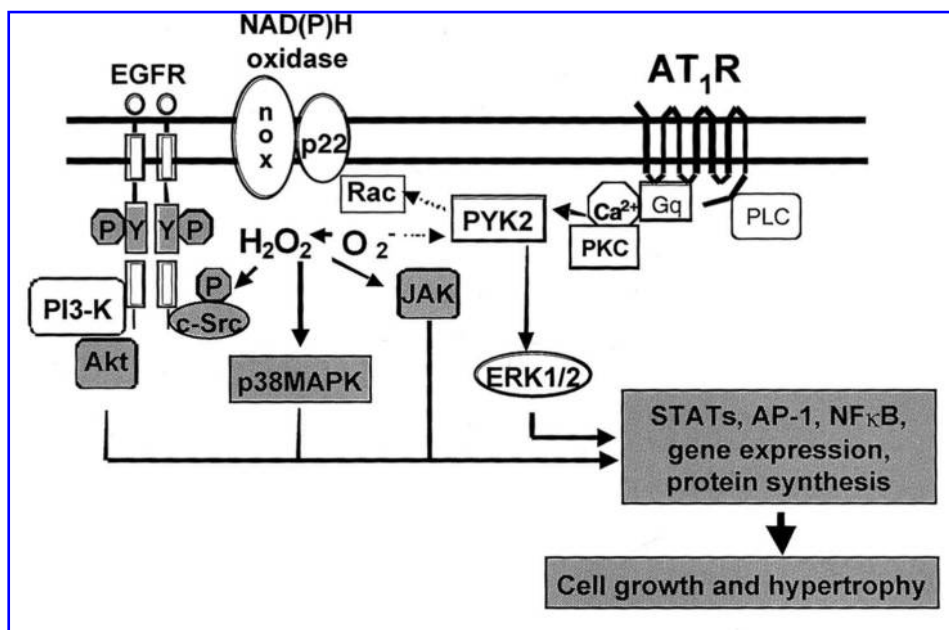 NAD(P)H
oxidase
EGFR
AT₁R
n
o
x
p22
Rac
Ca²⁺
Gq
PLC
PYK2
PKC
P Y Y P
H₂O₂ O₂⁻
P
c-Src
JAK
PI3-K
Akt
p38MAPK
ERK1/2
STATs, AP-1, NFκB,
gene expression,
protein synthesis
Cell growth and hypertrophy